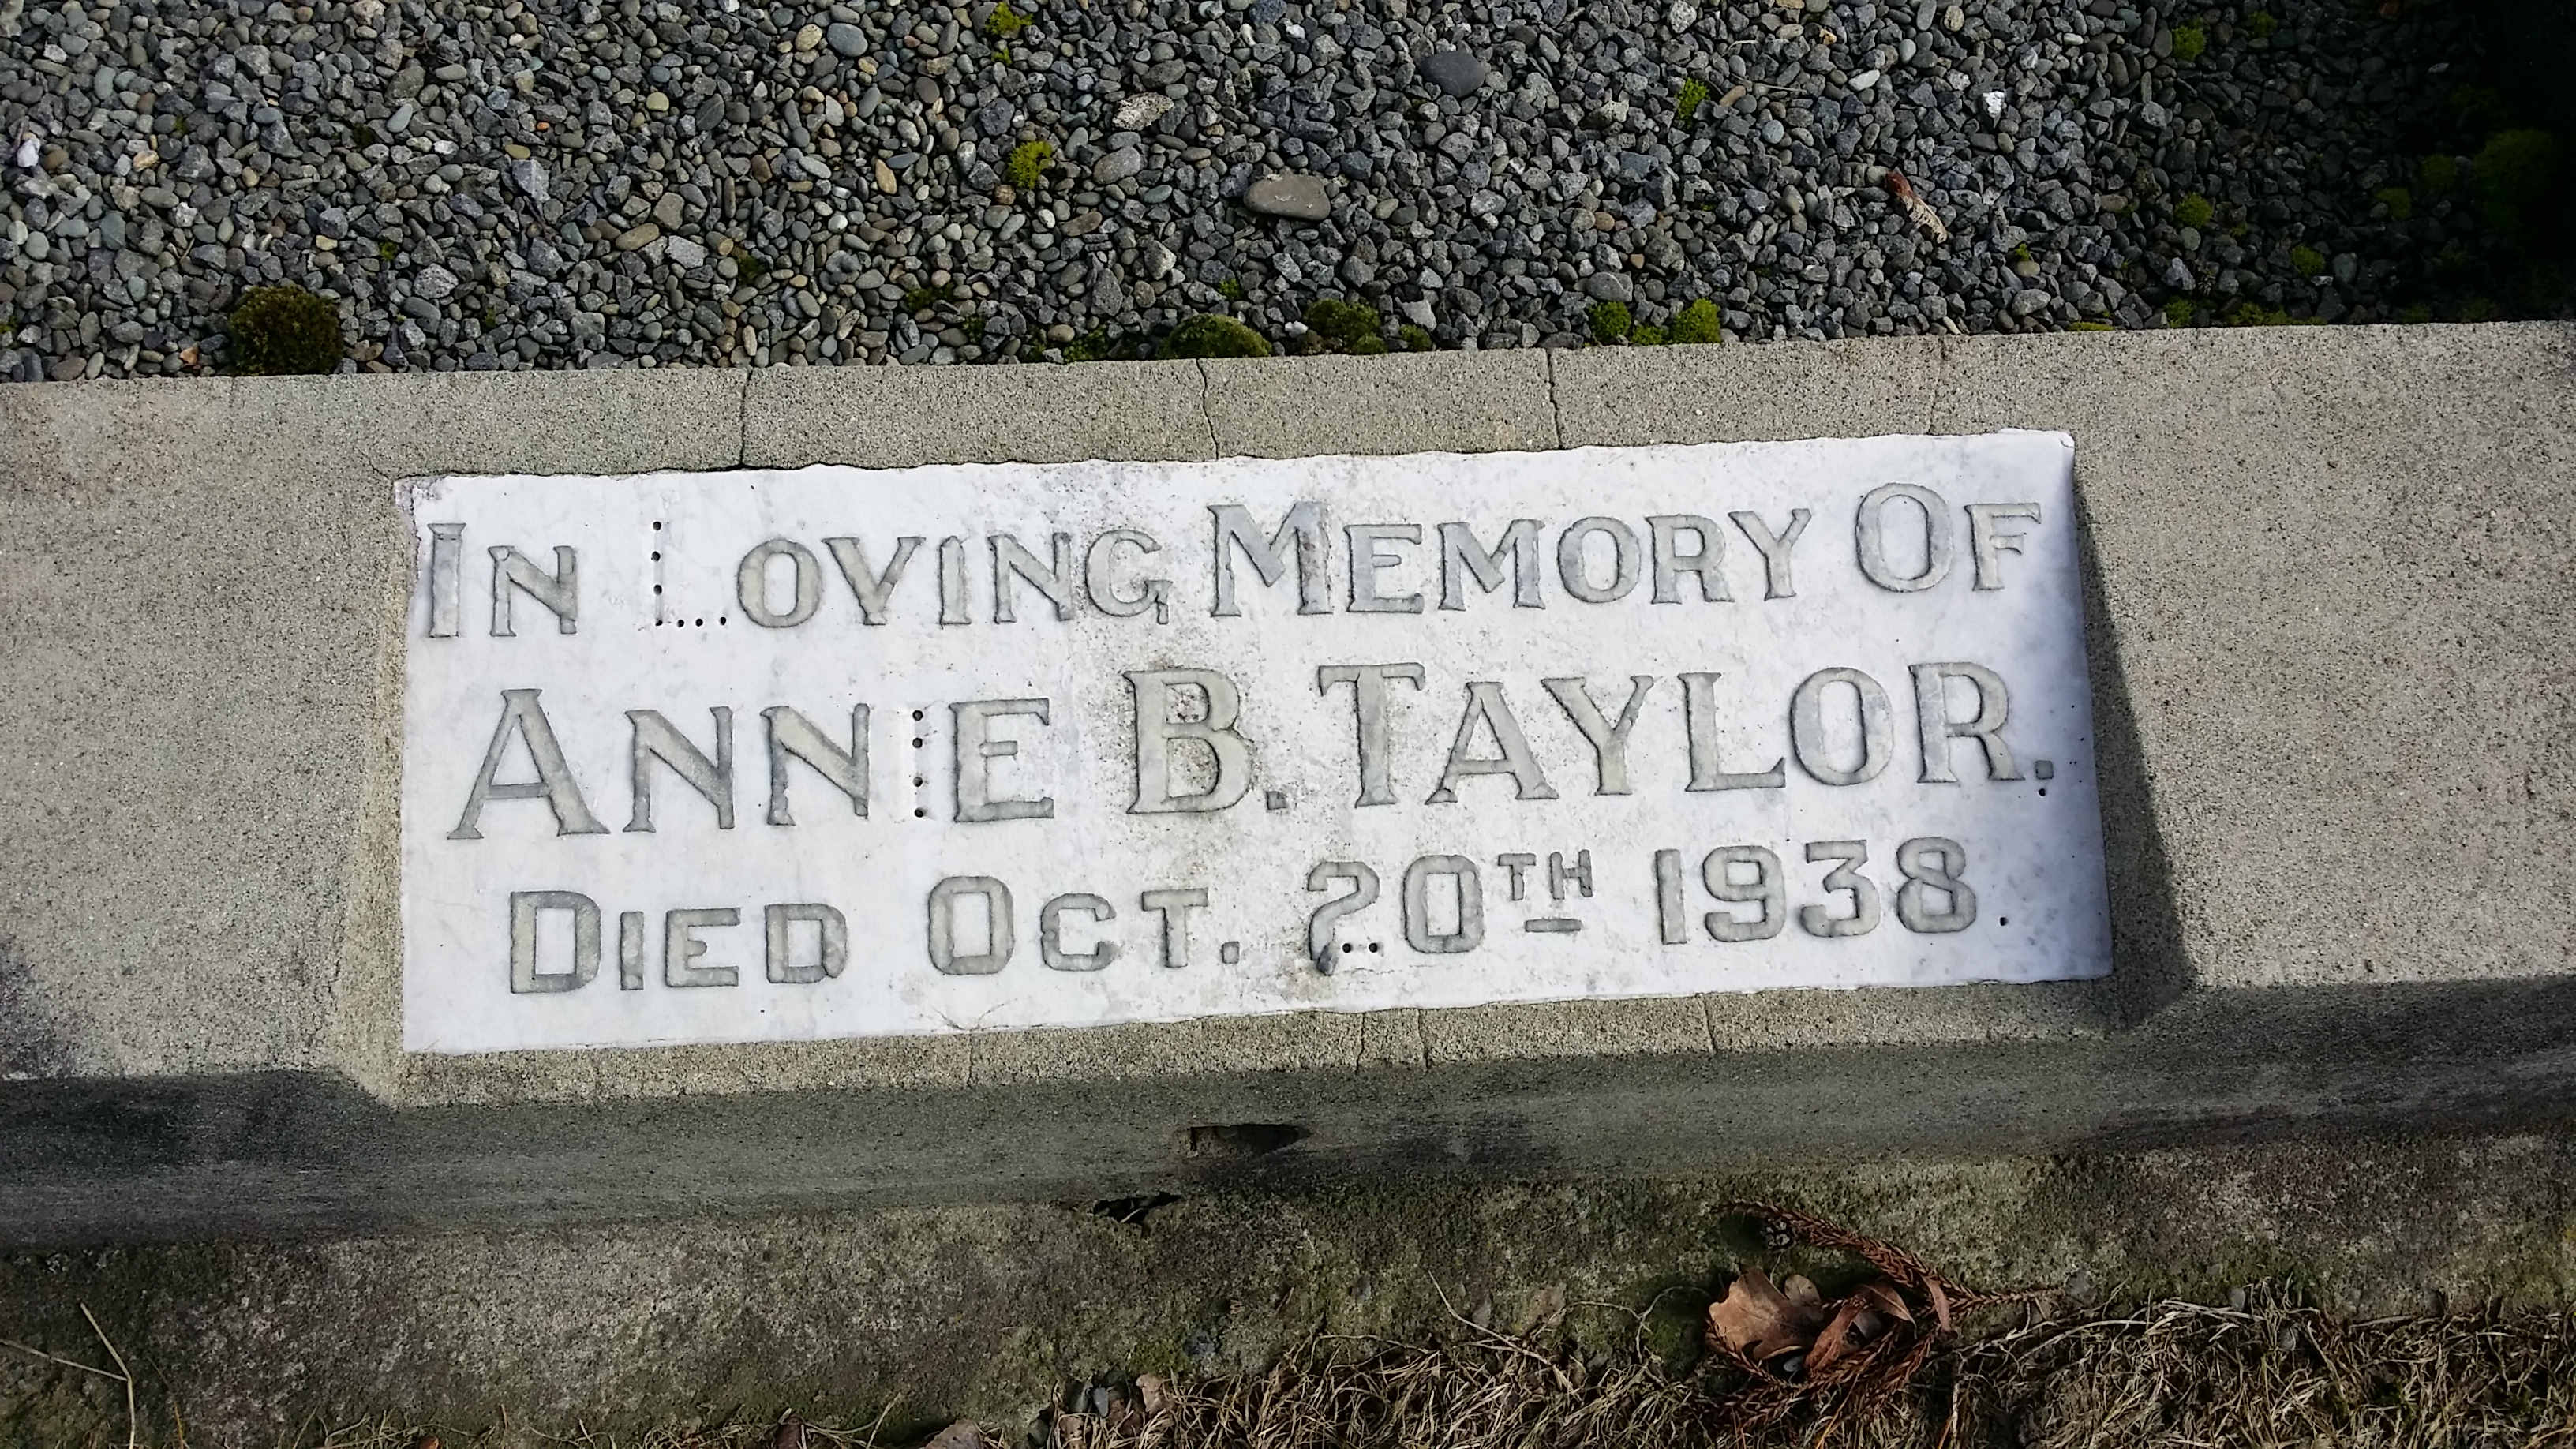 In Loving Memory Of
Annie B. Taylor.
Died Oct. 20th 1938.